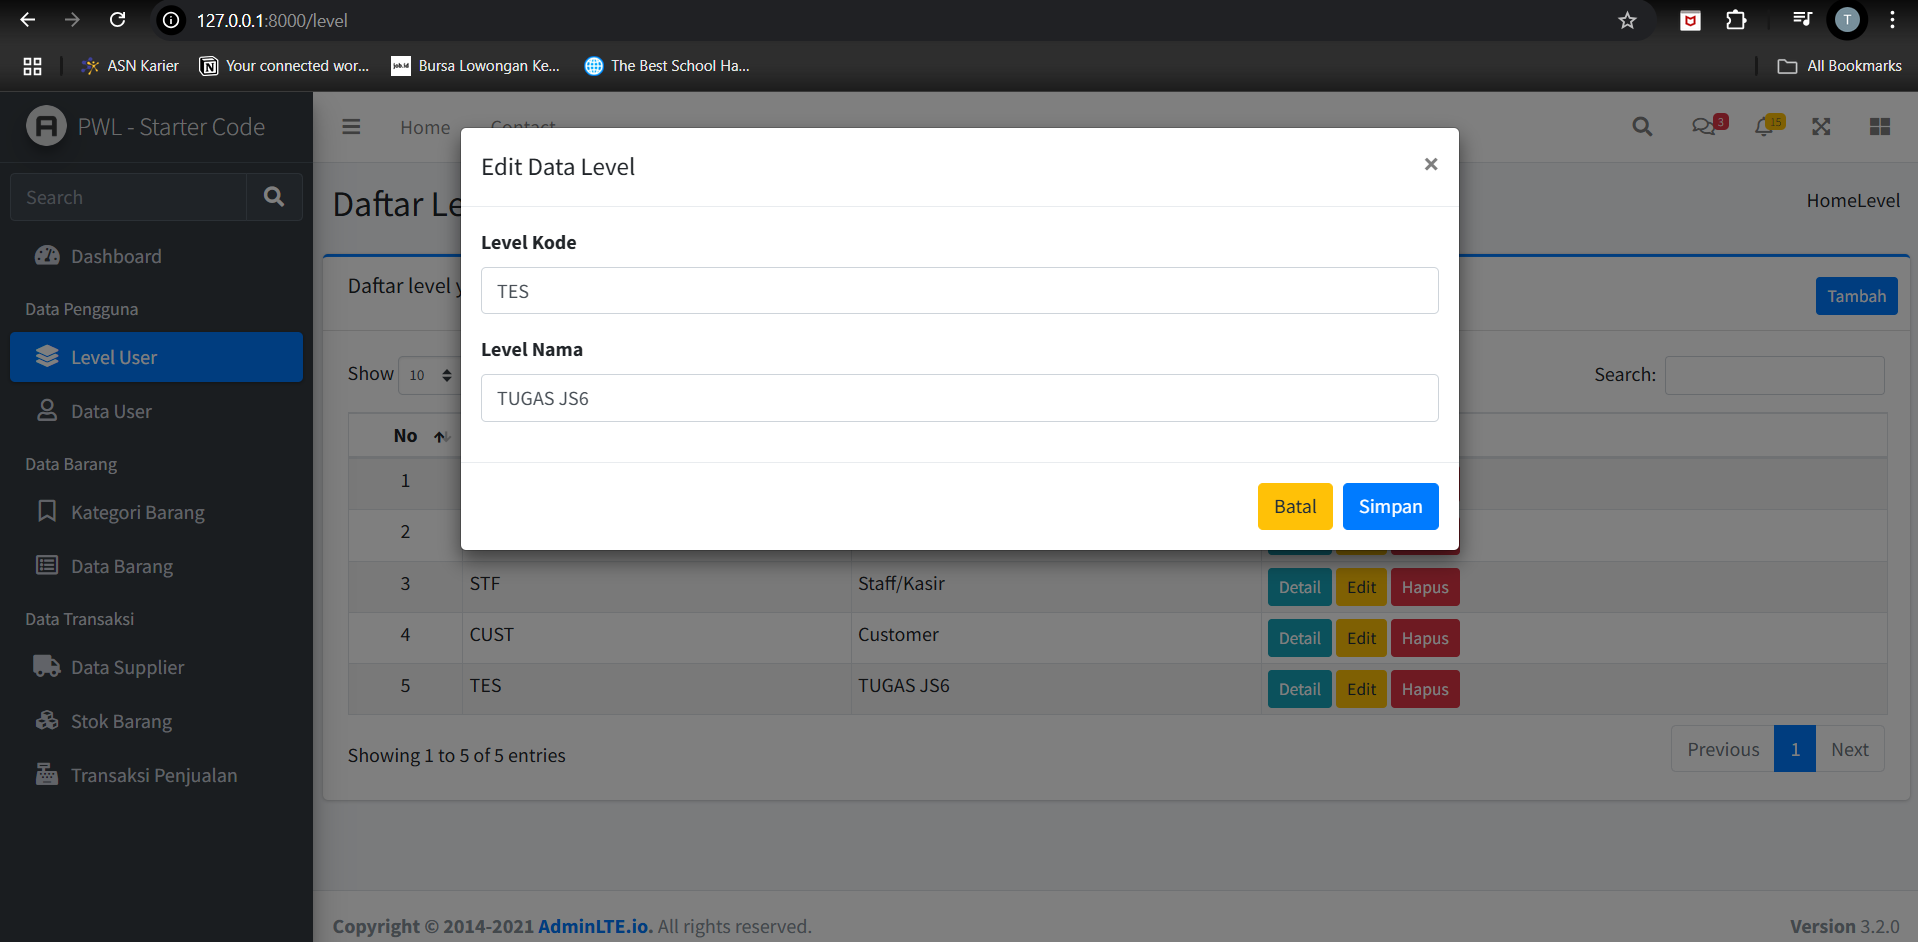 127.0.0.1:8000/level
T
ASN Karier
Your connected wor...
job.id
Bursa Lowongan Ke...
The Best School Ha...
All Bookmarks
PWL - Starter Code
Home
Contact
3
15
Search
Edit Data Level
×
Daftar Le
HomeLevel
Dashboard
Level Kode
Daftar level y
Tambah
TES
Data Pengguna
Level User
Level Nama
Show 10
Search:
TUGAS JS6
Data User
No
Data Barang
1
Kategori Barang
Batal
Simpan
2
Data Barang
3 STF Staff/Kasir Detail Edit Hapus
Data Transaksi
4 CUST Customer Detail Edit Hapus
Data Supplier
5 TES TUGAS JS6 Detail Edit Hapus
Stok Barang
Showing 1 to 5 of 5 entries
Previous 1 Next
Transaksi Penjualan
Copyright © 2014-2021 AdminLTE.io. All rights reserved.
Version 3.2.0